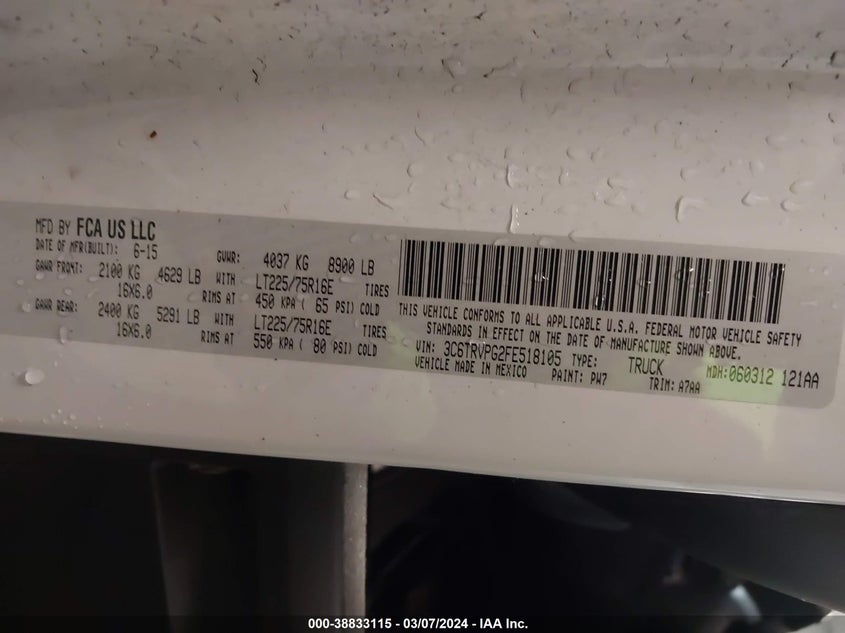 MFD BY FCA US LLC
DATE OF MFR(BUILT): 6-15 GVWR: 4037 KG 8900 LB
GAWR FRONT: 2100 KG 4629 LB WITH LT225/75R16E TIRES
16X6.0 RIMS AT 450 KPA ( 65 PSI) COLD
GAWR REAR: 2400 KG 5291 LB WITH LT225/75R16E TIRES
16X6.0 RIMS AT 550 KPA ( 80 PSI) COLD
THIS VEHICLE CONFORMS TO ALL APPLICABLE U.S.A. FEDERAL MOTOR VEHICLE SAFETY
STANDARDS IN EFFECT ON THE DATE OF MANUFACTURE SHOWN ABOVE.
VIN: 3C6TRVPG2FE518105 TYPE: TRUCK MDH:060312 121AA
VEHICLE MADE IN MEXICO PAINT: PW7 TRIM: A7AA
000-38833115 - 03/07/2024 - IAA Inc.